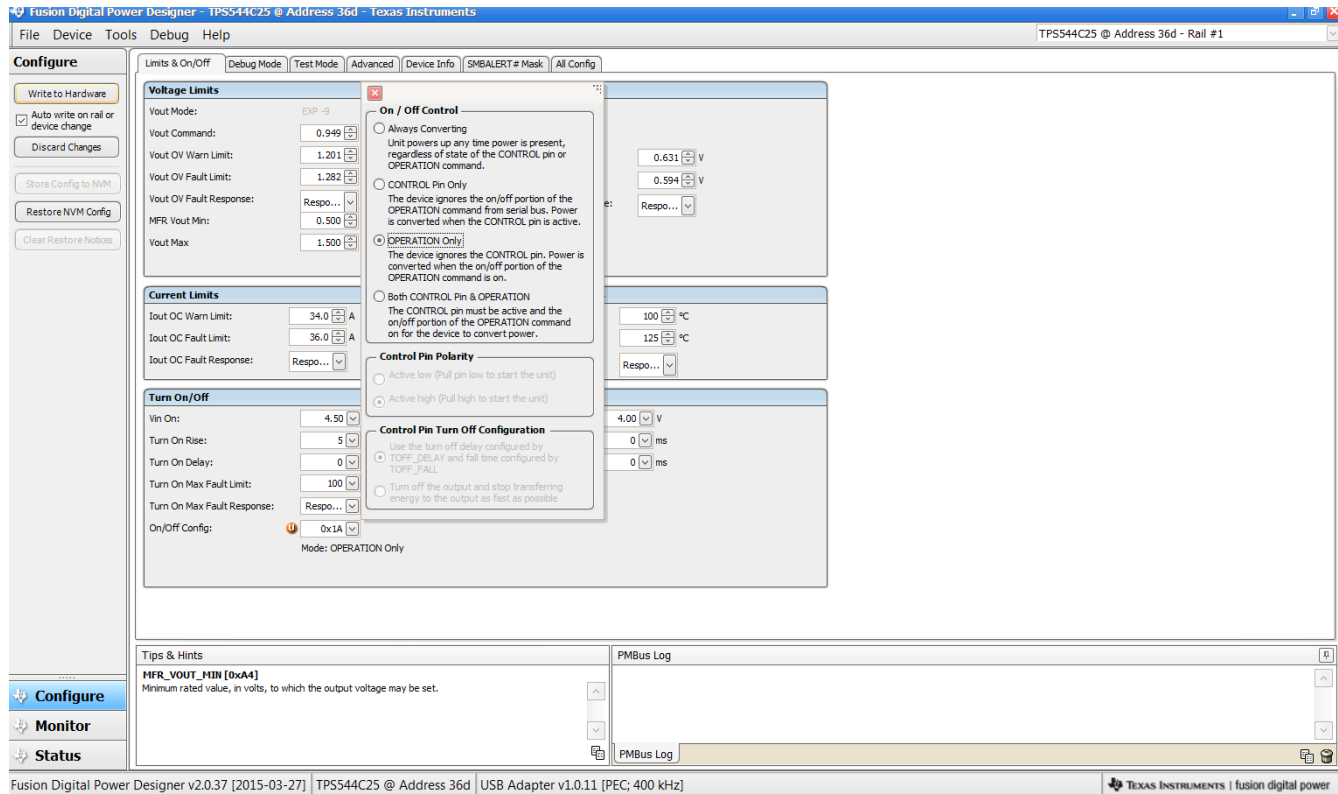 Fusion Digital Power Designer - TPS544C25 @ Address 36d - Texas Instruments
File Device Tools Debug Help
TPS544C25 @ Address 36d - Rail #1
Configure
Write to Hardware
Auto write on rail or
device change
Discard Changes
Store Config to NVM
Restore NVM Config
Clear Restore Notices
Limits & On/Off Debug Mode Test Mode Advanced Device Info SMBALERT# Mask All Config
Voltage Limits
Vout Mode: EXP -9
Vout Command: 0.949
Vout OV Warn Limit: 1.201
Vout OV Fault Limit: 1.282
Vout OV Fault Response: Respo...
MFR Vout Min: 0.500
Vout Max 1.500
0.631 V
0.594 V
e: Respo...
Current Limits
Iout OC Warn Limit: 34.0 A
Iout OC Fault Limit: 36.0 A
Iout OC Fault Response: Respo...
100 °C
125 °C
Respo...
Turn On/Off
Vin On: 4.50
Turn On Rise: 5
Turn On Delay: 0
Turn On Max Fault Limit: 100
Turn On Max Fault Response: Respo...
On/Off Config: U 0x1A
Mode: OPERATION Only
4.00 V
0 ms
0 ms
On / Off Control
Always Converting
Unit powers up any time power is present,
regardless of state of the CONTROL pin or
OPERATION command.
CONTROL Pin Only
The device ignores the on/off portion of the
OPERATION command from serial bus. Power
is converted when the CONTROL pin is active.
OPERATION Only
The device ignores the CONTROL pin. Power is
converted when the on/off portion of the
OPERATION command is on.
Both CONTROL Pin & OPERATION
The CONTROL pin must be active and the
on/off portion of the OPERATION command
on for the device to convert power.
Control Pin Polarity
Active low (Pull pin low to start the unit)
Active high (Pull high to start the unit)
Control Pin Turn Off Configuration
Use the turn off delay configured by
TOFF_DELAY and fall time configured by
TOFF_FALL
Turn off the output and stop transferring
energy to the output as fast as possible
Tips & Hints
MFR_VOUT_MIN [0xA4]
Minimum rated value, in volts, to which the output voltage may be set.
PMBus Log
PMBus Log
Configure
Monitor
Status
Fusion Digital Power Designer v2.0.37 [2015-03-27] TPS544C25 @ Address 36d USB Adapter v1.0.11 [PEC; 400 kHz]
TEXAS INSTRUMENTS | fusion digital power